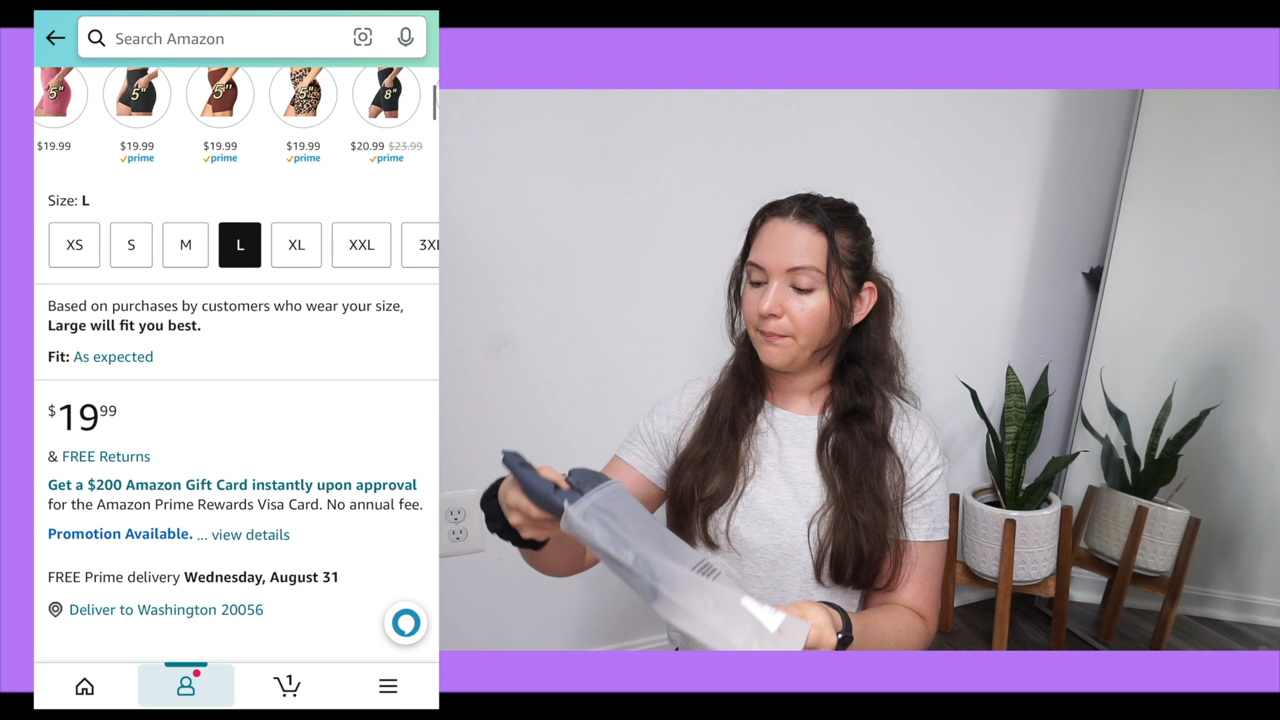 Search Amazon
5"
5"
5"
5"
8"
$19.99
$19.99
$19.99
$19.99
$20.99 $23.99
prime
prime
prime
prime
Size: L
XS
S
M
L
XL
XXL
Based on purchases by customers who wear your size,
Large will fit you best.
Fit: As expected
$19 99
& FREE Returns
Get a $200 Amazon Gift Card instantly upon approval
for the Amazon Prime Rewards Visa Card. No annual fee.
Promotion Available. ... view details
FREE Prime delivery Wednesday, August 31
Deliver to Washington 20056
1